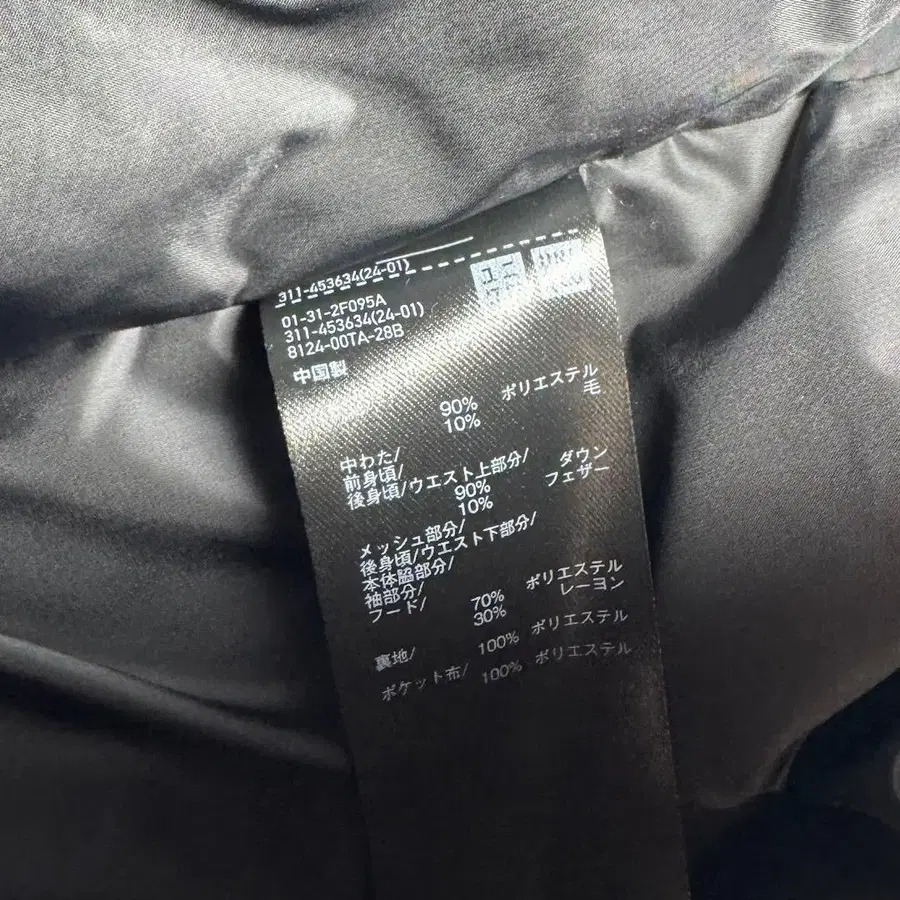 311-453634(24-01)
01-31-2F095A
311-453634(24-01)
8124-00TA-28B
中国製
90% ポリエステル
10% 毛
中わた/
前身頃/
後身頃/ウエスト上部分/
90% ダウン
10% フェザー
メッシュ部分/
後身頃/ウエスト下部分/
本体脇部分/
袖部分/
フード/
70% ポリエステル
30% レーヨン
裏地/ 100% ポリエステル
ポケット布/ 100% ポリエステル